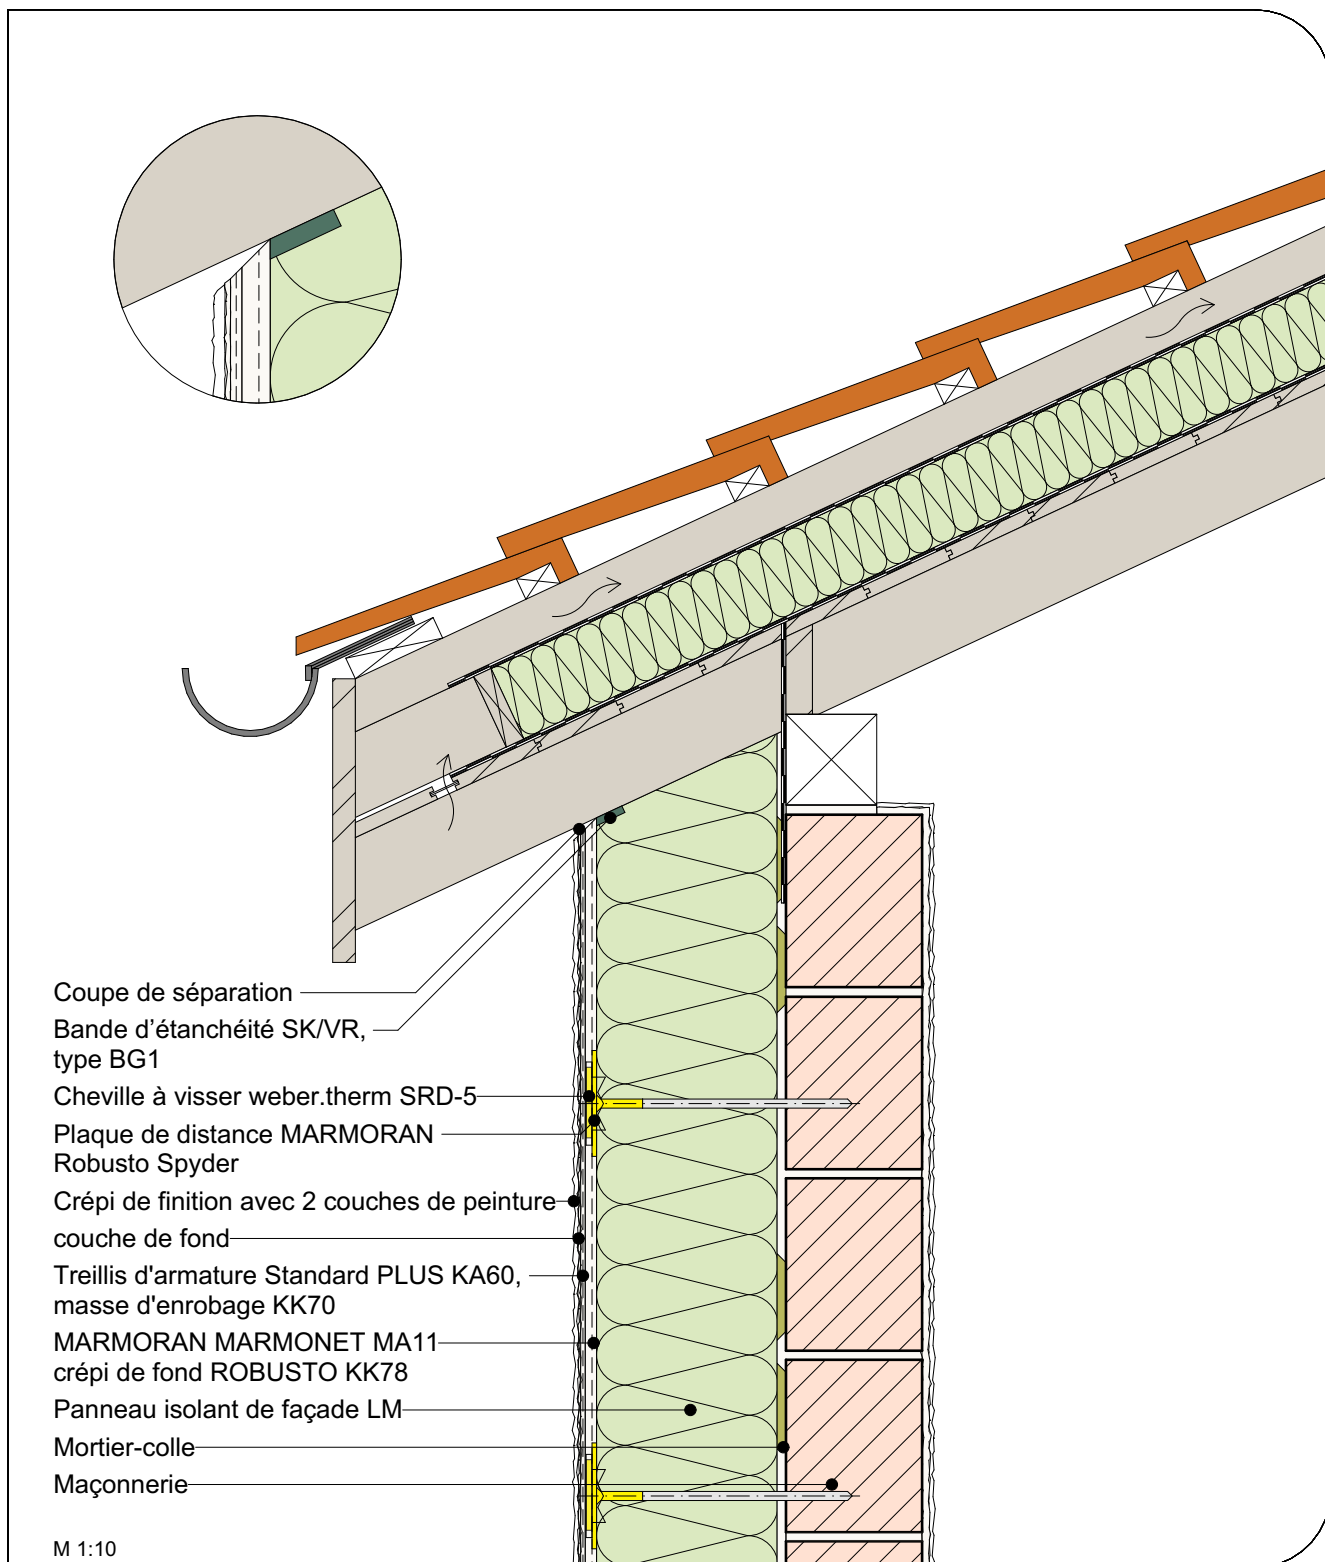 Coupe de séparation
Bande d’étanchéité SK/VR,
type BG1
Cheville à visser weber.therm SRD-5
Plaque de distance MARMORAN
Robusto Spyder
Crépi de finition avec 2 couches de peinture
couche de fond
Treillis d'armature Standard PLUS KA60,
masse d'enrobage KK70
MARMORAN MARMONET MA11
crépi de fond ROBUSTO KK78
Panneau isolant de façade LM
Mortier-colle
Maçonnerie
M 1:10